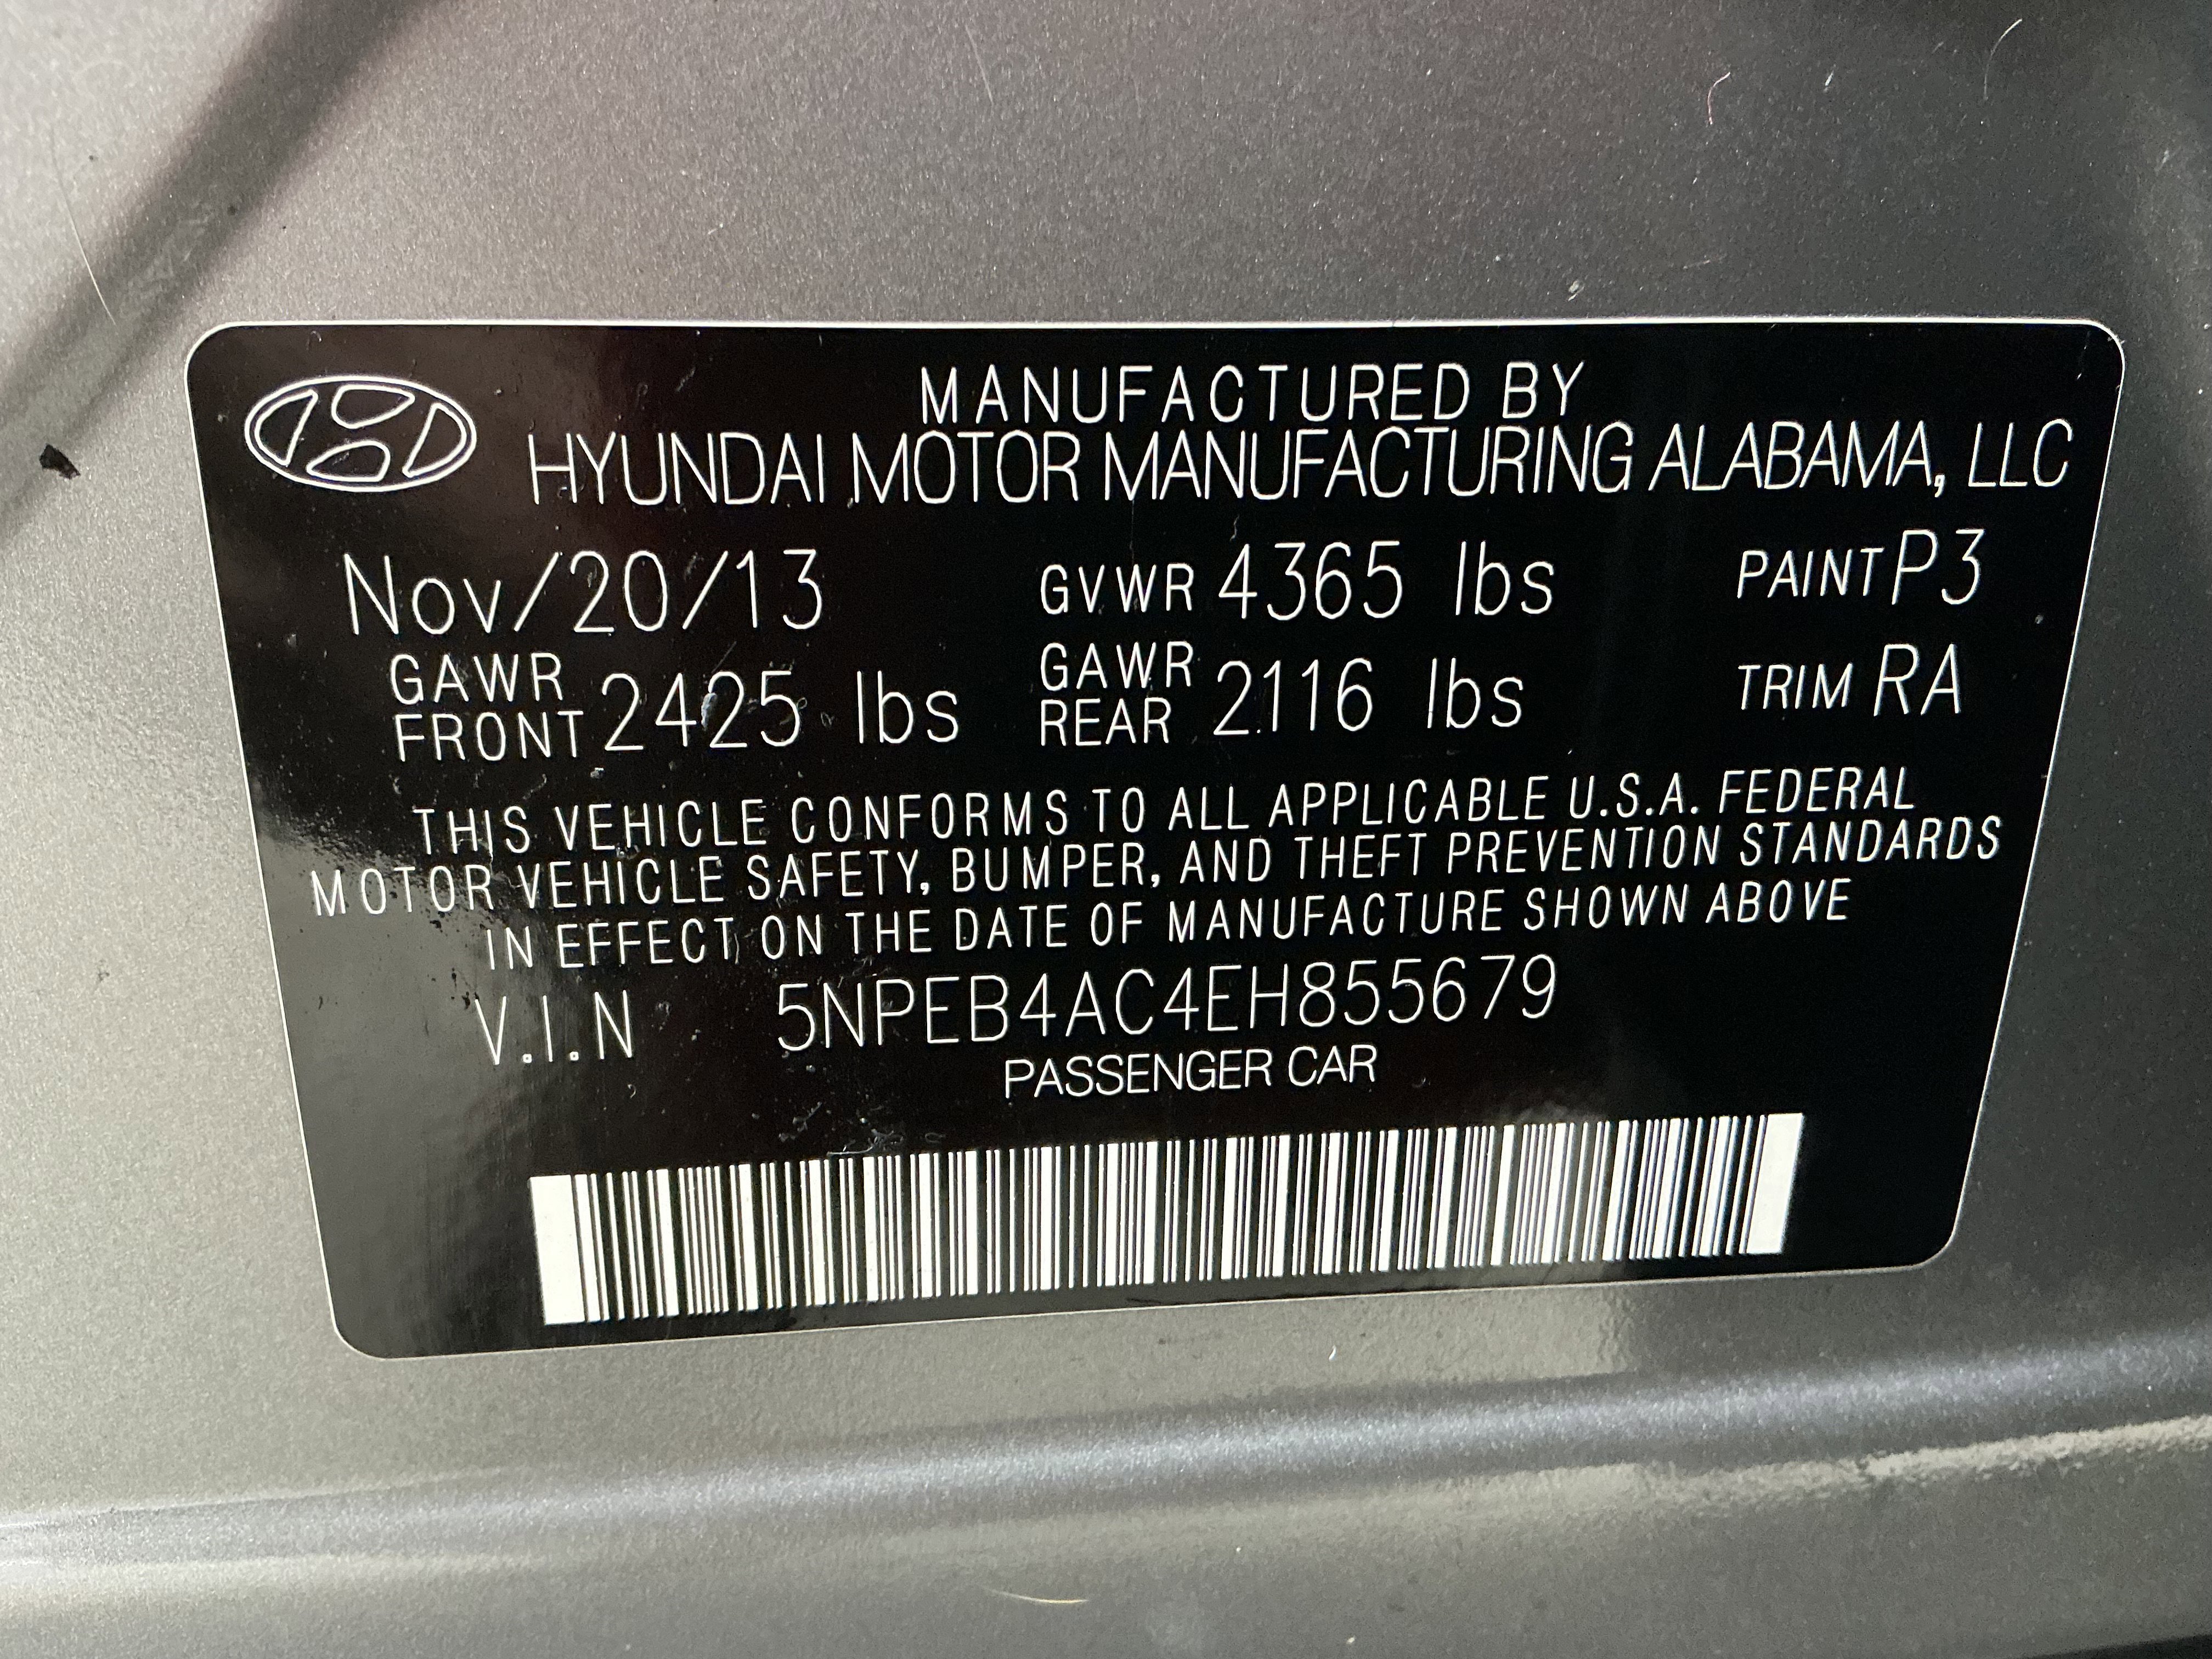 MANUFACTURED BY
HYUNDAI MOTOR MANUFACTURING ALABAMA, LLC
Nov/20/13 GVWR 4365 lbs PAINT P3
GAWR FRONT 2425 lbs GAWR REAR 2116 lbs TRIM RA
THIS VEHICLE CONFORMS TO ALL APPLICABLE U.S.A. FEDERAL
MOTOR VEHICLE SAFETY, BUMPER, AND THEFT PREVENTION STANDARDS
IN EFFECT ON THE DATE OF MANUFACTURE SHOWN ABOVE
V.I.N 5NPEB4AC4EH855679
PASSENGER CAR